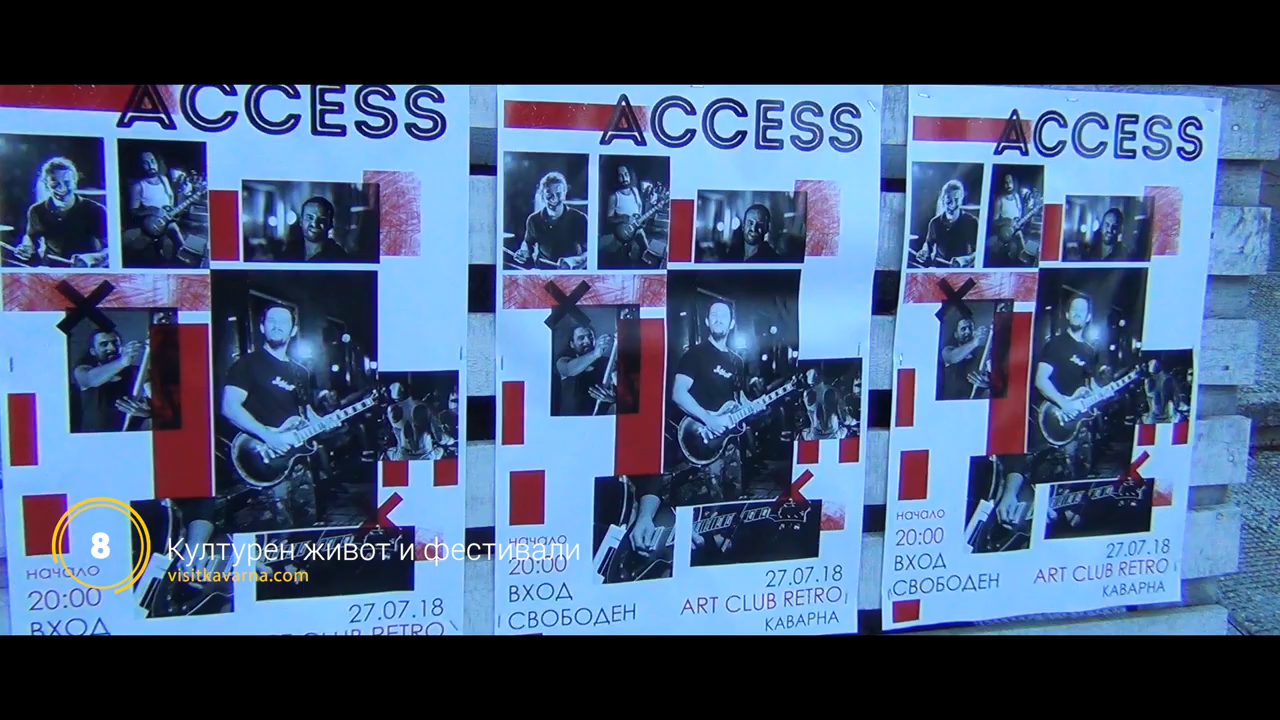 ACCESS
начало
20:00
ВХОД
27.07.18
ACCESS
начало
20:00
ВХОД
СВОБОДЕН
27.07.18
ART CLUB RETRO
КАВАРНА
ACCESS
начало
20:00
ВХОД
СВОБОДЕН
27.07.18
ART CLUB RETRO
КАВАРНА
8
Културен живот и фестивали
visitkavarna.com